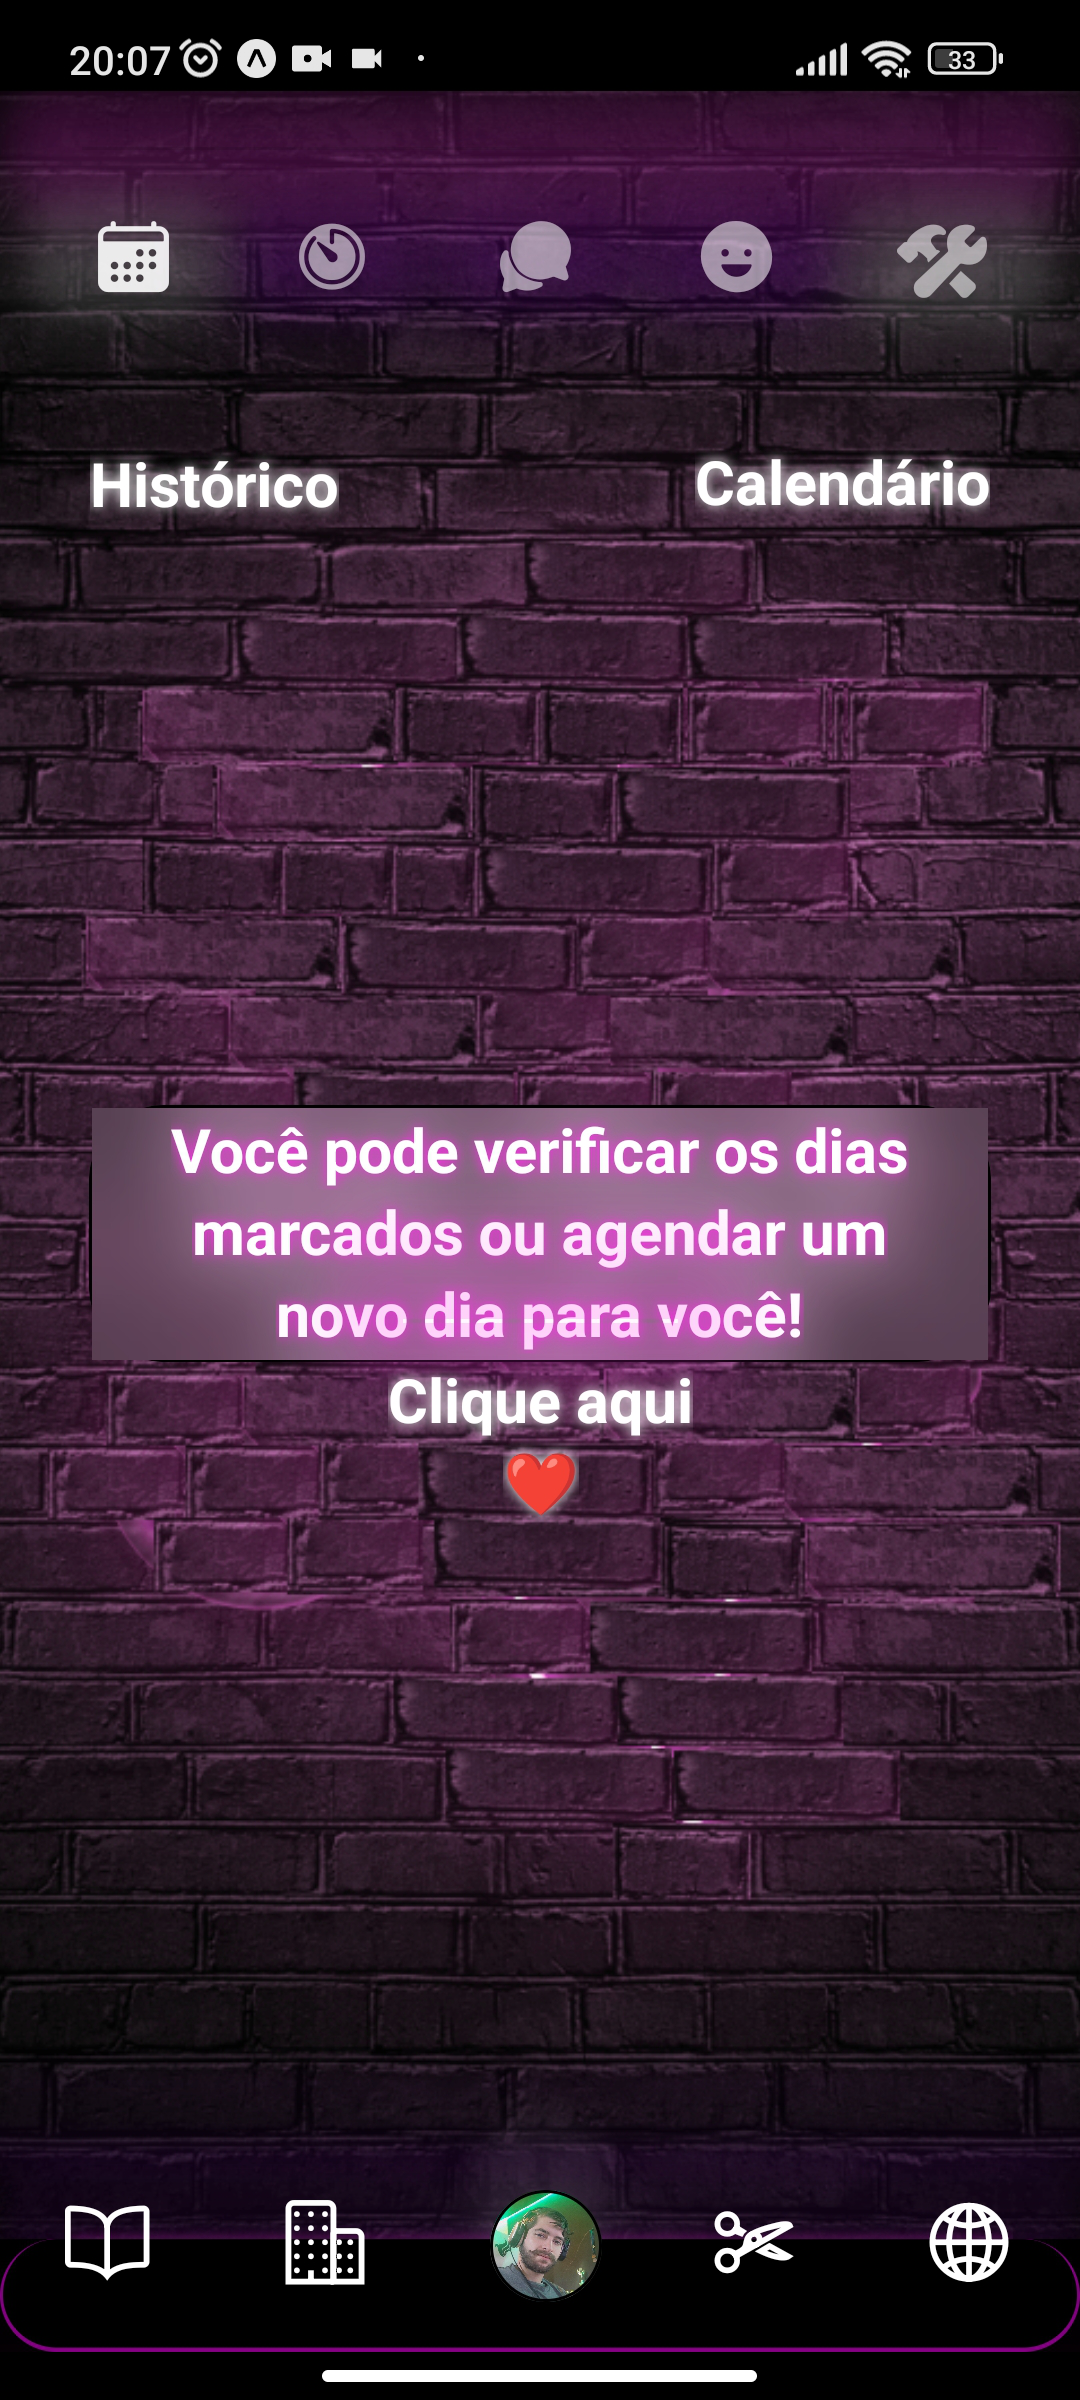 20:07
33
Histórico
Calendário
Você pode verificar os dias
marcados ou agendar um
novo dia para você!
Clique aqui
❤️